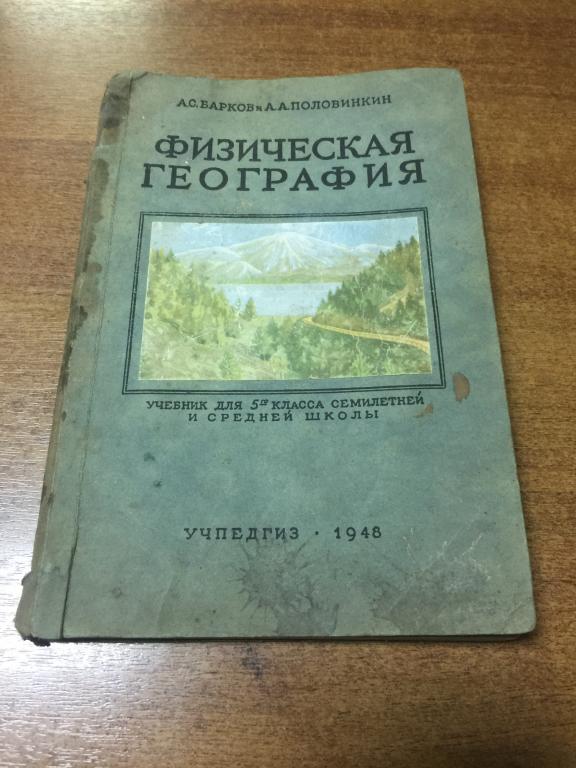 А.С.БАРКОВ и А.А.ПОЛОВИНКИН
ФИЗИЧЕСКАЯ
ГЕОГРАФИЯ
УЧЕБНИК ДЛЯ 5го КЛАССА СЕМИЛЕТНЕЙ
И СРЕДНЕЙ ШКОЛЫ
УЧПЕДГИЗ · 1948